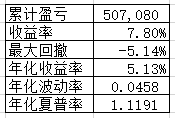 累计盈亏 507,080
收益率 7.80%
最大回撤 -5.14%
年化收益率 5.13%
年化波动率 0.0458
年化夏普率 1.1191